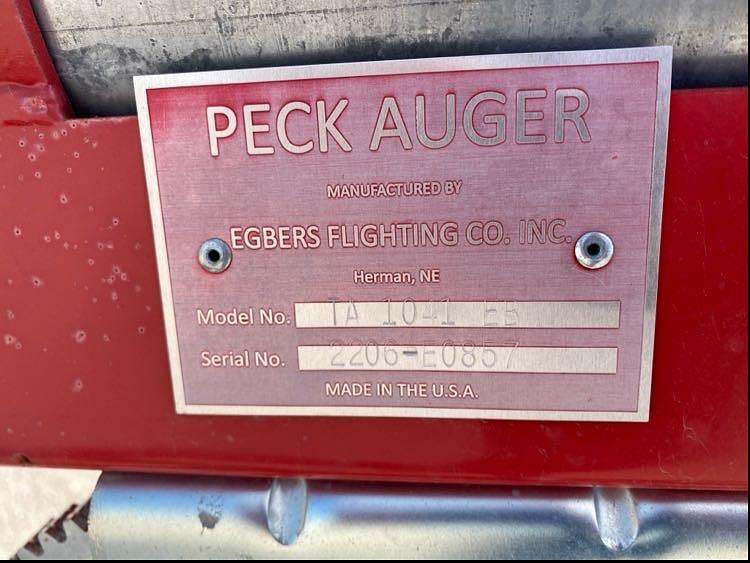 PECK AUGER
MANUFACTURED BY
EGBERS FLIGHTING CO. INC.
Herman, NE
Model No. TA 1041 EB
Serial No. 2206-E0857
MADE IN THE U.S.A.